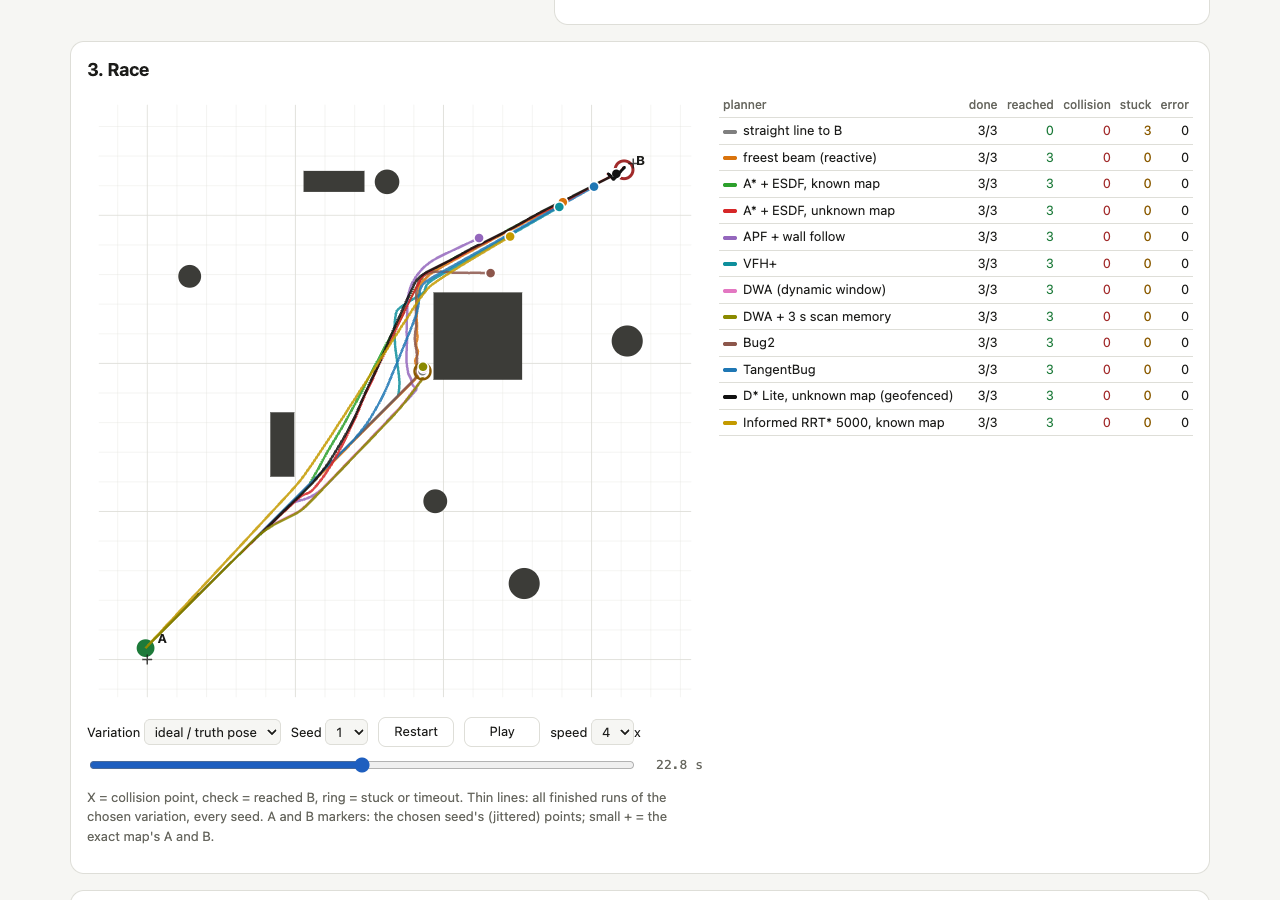 3. Race
B
A
planner done reached collision stuck error
straight line to B 3/3 0 0 3 0
freest beam (reactive) 3/3 3 0 0 0
A* + ESDF, known map 3/3 3 0 0 0
A* + ESDF, unknown map 3/3 3 0 0 0
APF + wall follow 3/3 3 0 0 0
VFH+ 3/3 3 0 0 0
DWA (dynamic window) 3/3 3 0 0 0
DWA + 3 s scan memory 3/3 3 0 0 0
Bug2 3/3 3 0 0 0
TangentBug 3/3 3 0 0 0
D* Lite, unknown map (geofenced) 3/3 3 0 0 0
Informed RRT* 5000, known map 3/3 3 0 0 0
Variation ideal / truth pose Seed 1 Restart Play speed 4 x
22.8 s
X = collision point, check = reached B, ring = stuck or timeout. Thin lines: all finished runs of the
chosen variation, every seed. A and B markers: the chosen seed's (jittered) points; small + = the
exact map's A and B.